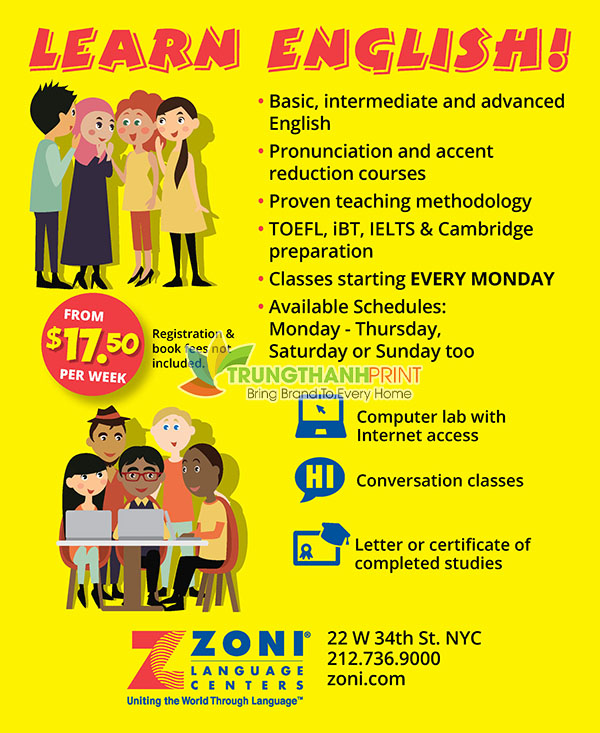 LEARN ENGLISH!
• Basic, intermediate and advanced
English
• Pronunciation and accent
reduction courses
• Proven teaching methodology
• TOEFL, iBT, IELTS & Cambridge
preparation
• Classes starting EVERY MONDAY
• Available Schedules:
Monday - Thursday,
Saturday or Sunday too
FROM
$17.50
PER WEEK
Registration &
book fees not
included.
TRUNGTHANHPRINT
Bring Brand To Every Home
Computer lab with
Internet access
HI
Conversation classes
Letter or certificate of
completed studies
Z
ZONI®
LANGUAGE
CENTERS
Uniting the World Through Language™
22 W 34th St. NYC
212.736.9000
zoni.com